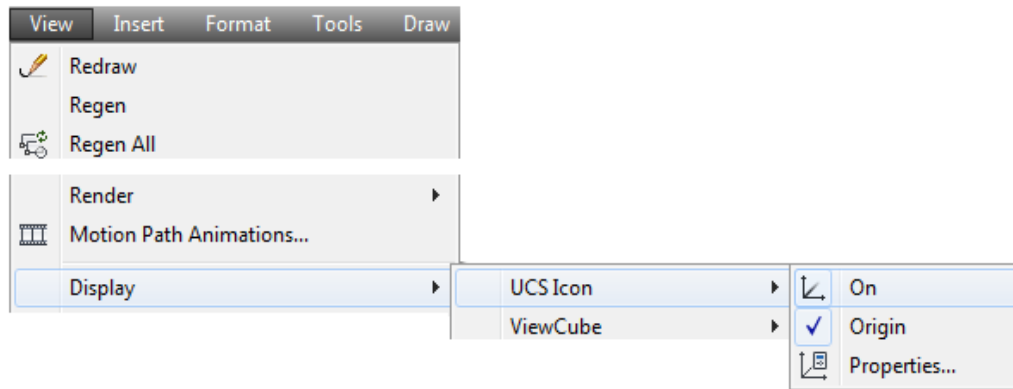 View Insert Format Tools Draw
Redraw
Regen
Regen All
Render
Motion Path Animations...
Display UCS Icon On
ViewCube Origin
Properties...